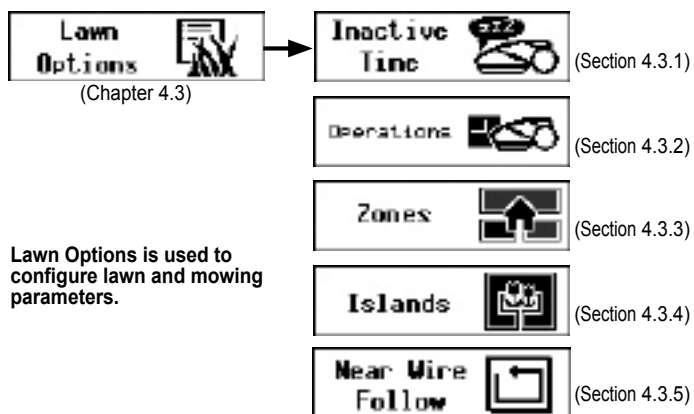 Lawn
Options
(Chapter 4.3)
Inactive
Time
(Section 4.3.1)
Operations
(Section 4.3.2)
Zones
(Section 4.3.3)
Lawn Options is used to
configure lawn and mowing
parameters.
Islands
(Section 4.3.4)
Near Wire
Follow
(Section 4.3.5)